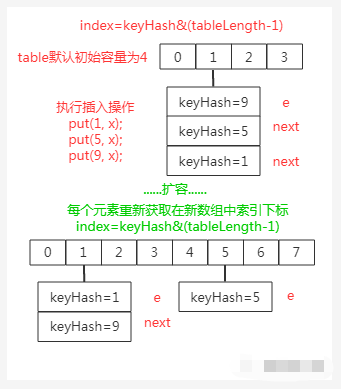 index=keyHash&(tableLength-1)
table默认初始容量为4
0 1 2 3
执行插入操作
put(1, x);
put(5, x);
put(9, x);
keyHash=9 e
keyHash=5 next
keyHash=1 next
......扩容......
每个元素重新获取在新数组中索引下标
index=keyHash&(tableLength-1)
0 1 2 3 4 5 6 7
keyHash=1 e keyHash=5 e
keyHash=9 next